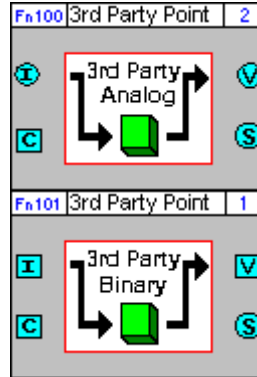 Fn100 3rd Party Point 2
I 3rd Party V
Analog
C S
Fn101 3rd Party Point 1
I 3rd Party V
Binary
C S